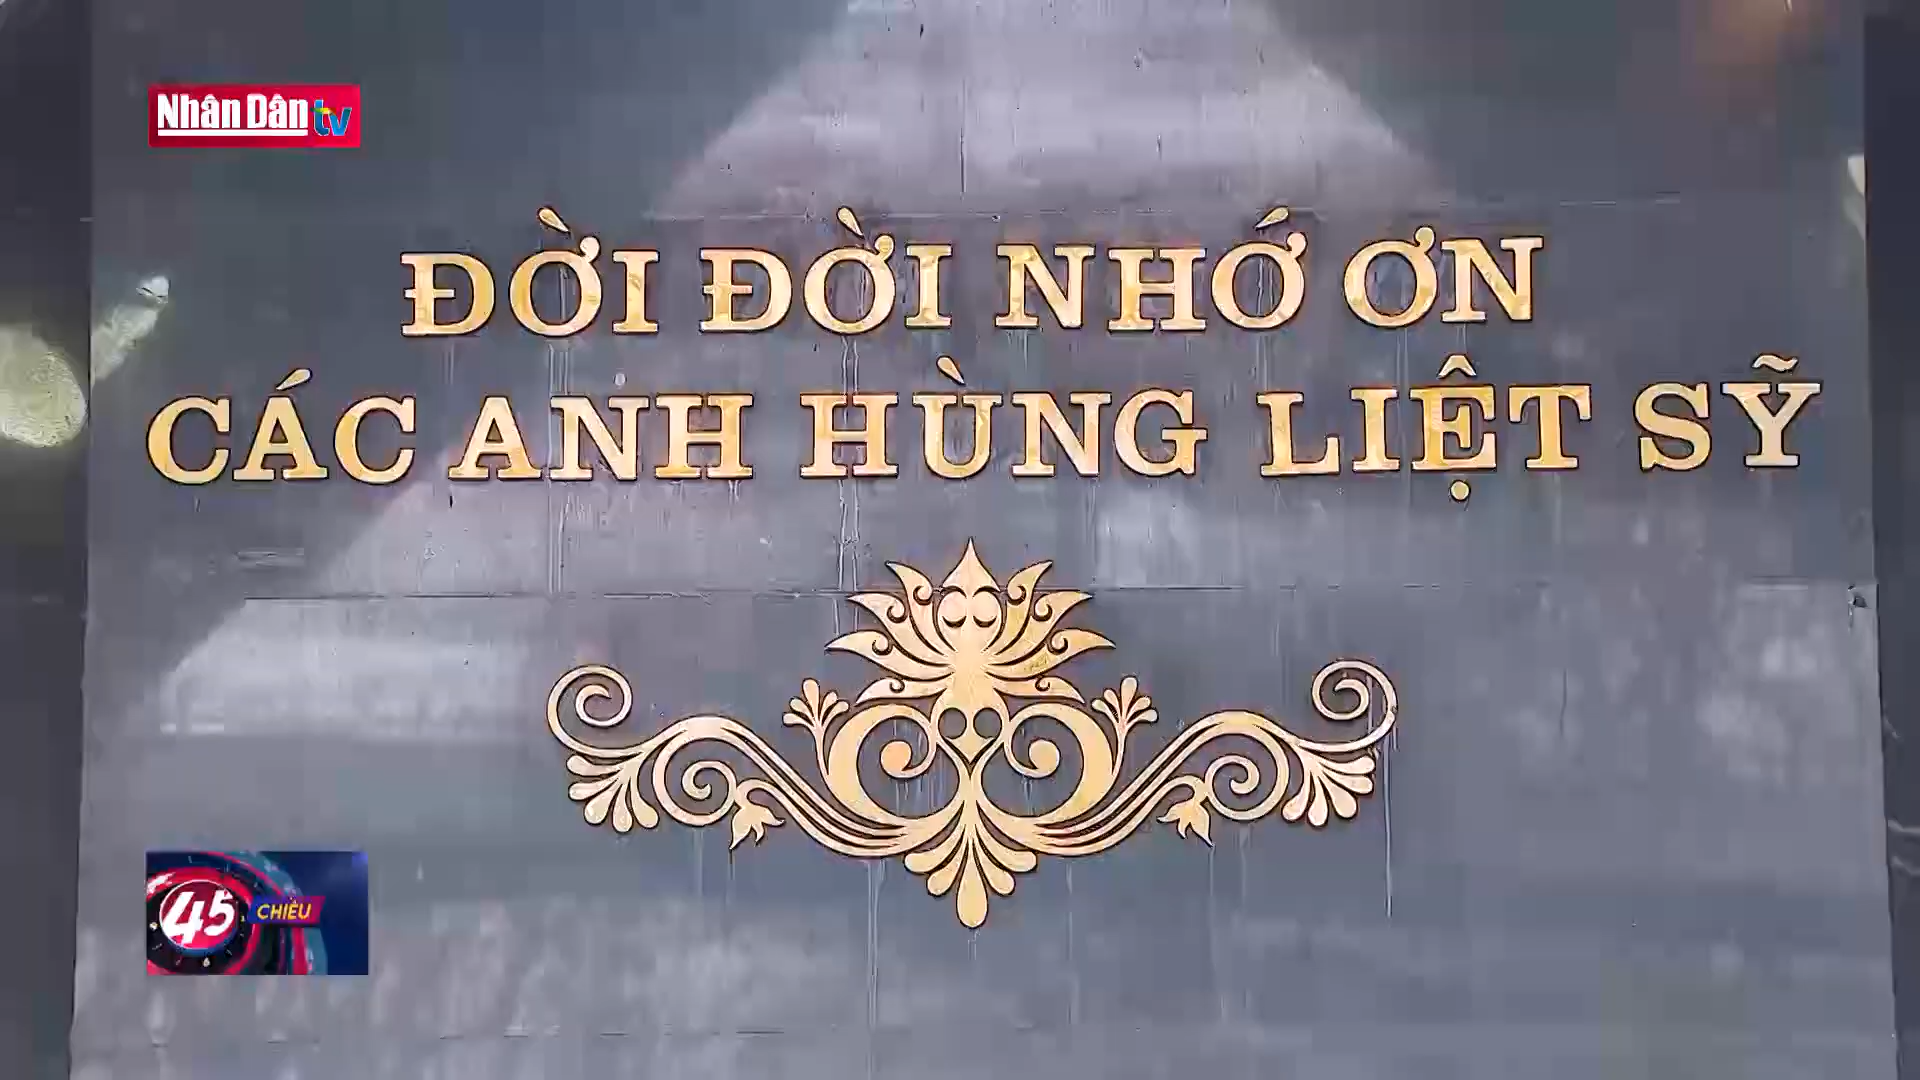 Nhân Dân tv
ĐỜI ĐỜI NHỚ ƠN
CÁC ANH HÙNG LIỆT SỸ
45 CHIỀU